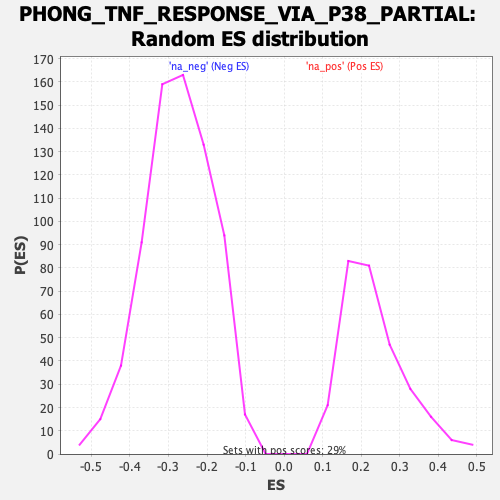 PHONG_TNF_RESPONSE_VIA_P38_PARTIAL:
Random ES distribution
'na_neg' (Neg ES) 'na_pos' (Pos ES)
170
160
150
140
130
120
110
100
90
80
70
60
50
40
30
20
10
0
P(ES)
Sets with pos scores: 29%
-0.5 -0.4 -0.3 -0.2 -0.1 0.0 0.1 0.2 0.3 0.4 0.5
ES